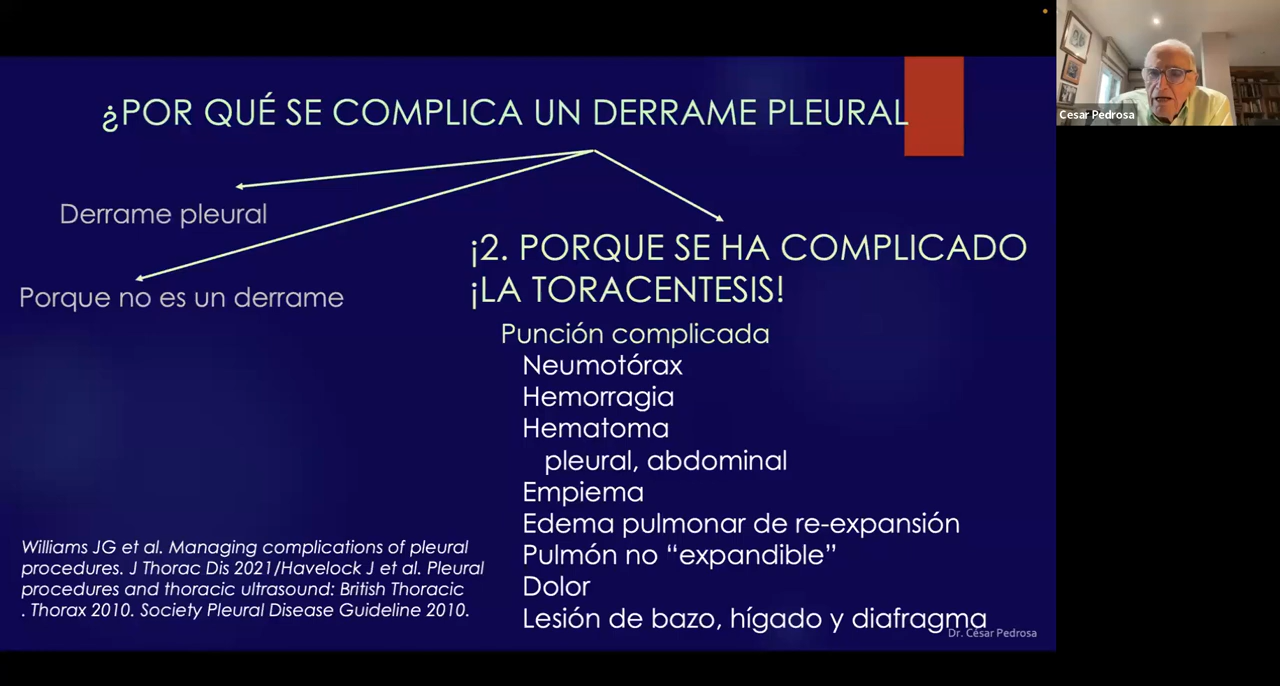 ¿POR QUÉ SE COMPLICA UN DERRAME PLEURAL
Derrame pleural
Porque no es un derrame
¡2. PORQUE SE HA COMPLICADO
¡LA TORACENTESIS!
Punción complicada
Neumotórax
Hemorragia
Hematoma
pleural, abdominal
Empiema
Edema pulmonar de re-expansión
Pulmón no “expandible”
Dolor
Lesión de bazo, hígado y diafragma
Williams JG et al. Managing complications of pleural
procedures. J Thorac Dis 2021/Havelock J et al. Pleural
procedures and thoracic ultrasound: British Thoracic
. Thorax 2010. Society Pleural Disease Guideline 2010.
Dr. César Pedrosa
Cesar Pedrosa